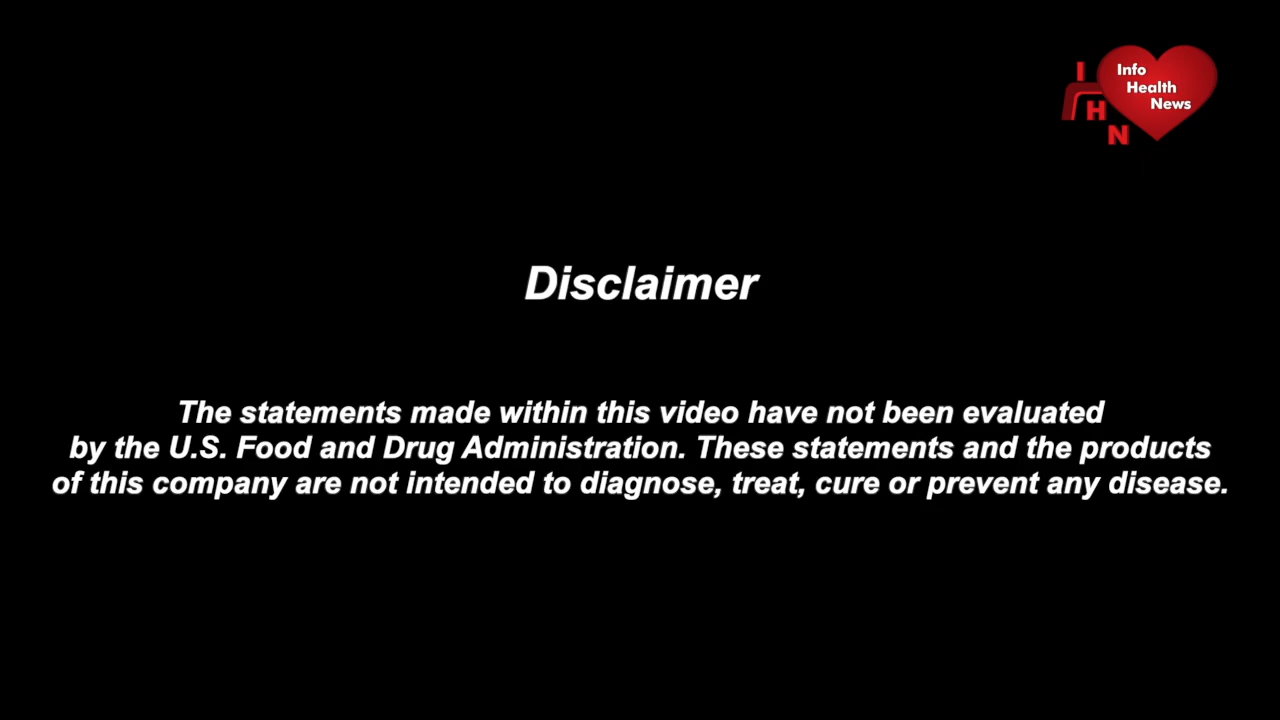 I
H
N
Info
Health
News
Disclaimer
The statements made within this video have not been evaluated
by the U.S. Food and Drug Administration. These statements and the products
of this company are not intended to diagnose, treat, cure or prevent any disease.